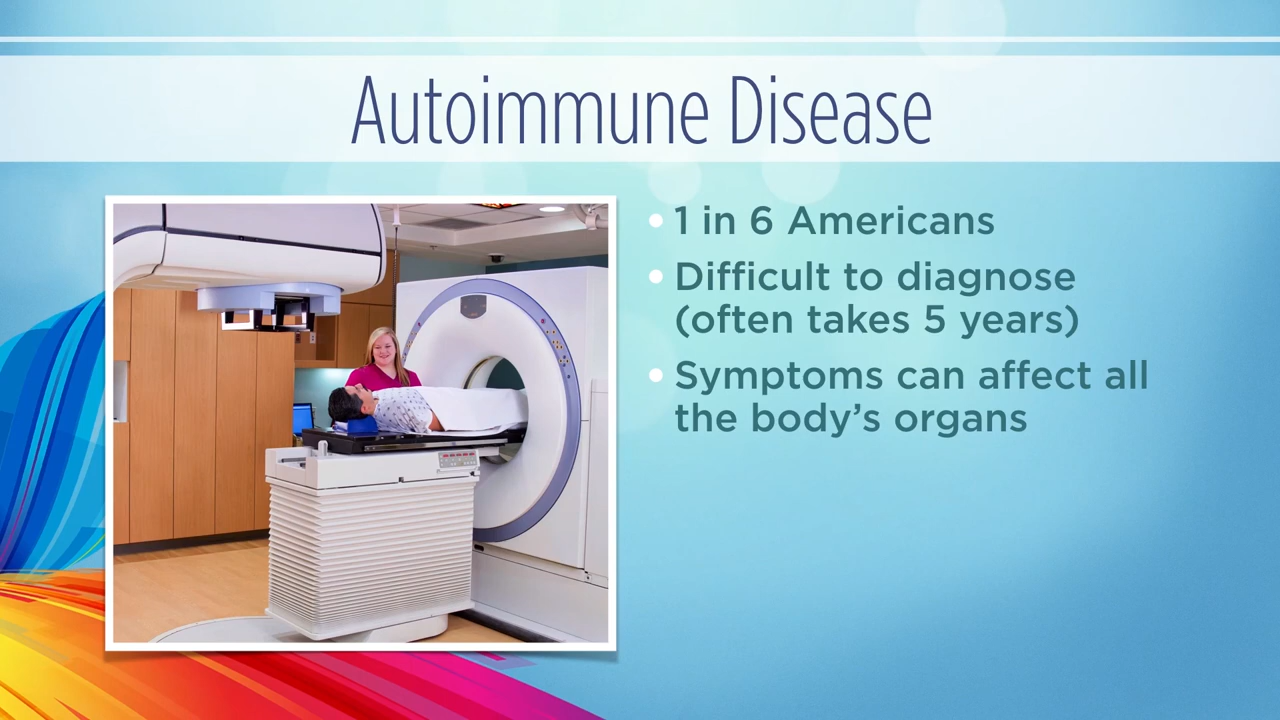 Autoimmune Disease
• 1 in 6 Americans
• Difficult to diagnose
(often takes 5 years)
• Symptoms can affect all
the body’s organs